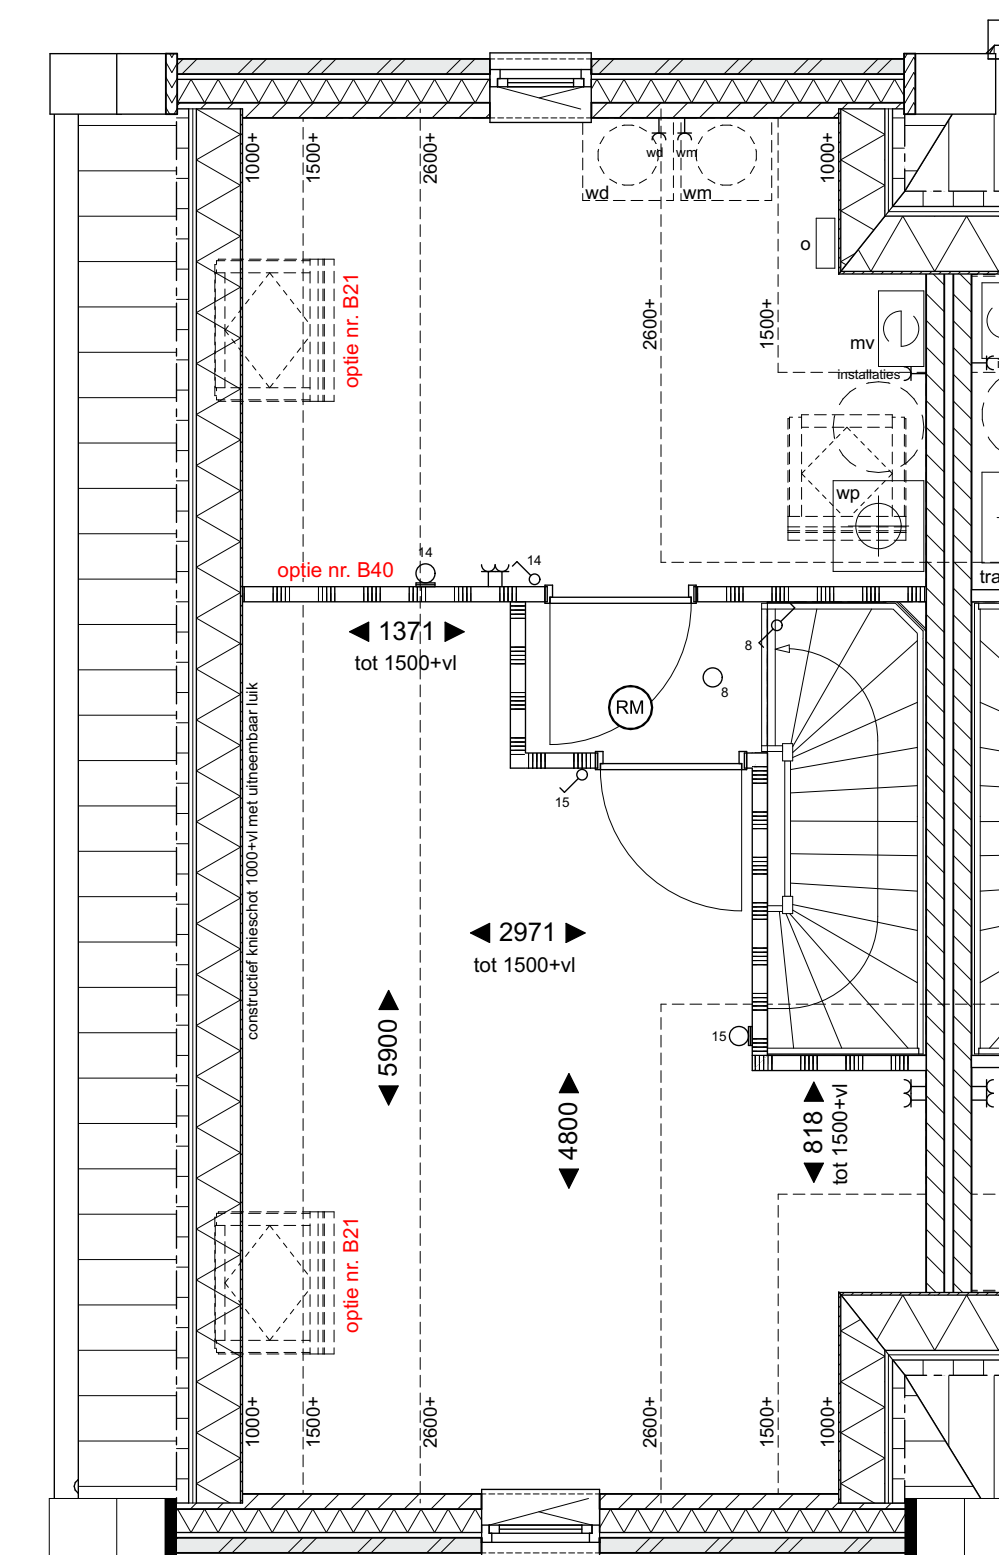 1000+
1500+
2600+
1000+
wd
wm
wd
wm
o
optie nr. B21
2600+
1500+
mv
installaties
wp
14
14
optie nr. B40
tra
1371
tot 1500+vl
8
8
RM
15
constructief knieschot 1000+vl met uitneembaar luik
2971
tot 1500+vl
5900
15
4800
818
tot 1500+vl
optie nr. B21
1000+
1500+
2600+
2600+
1500+
1000+